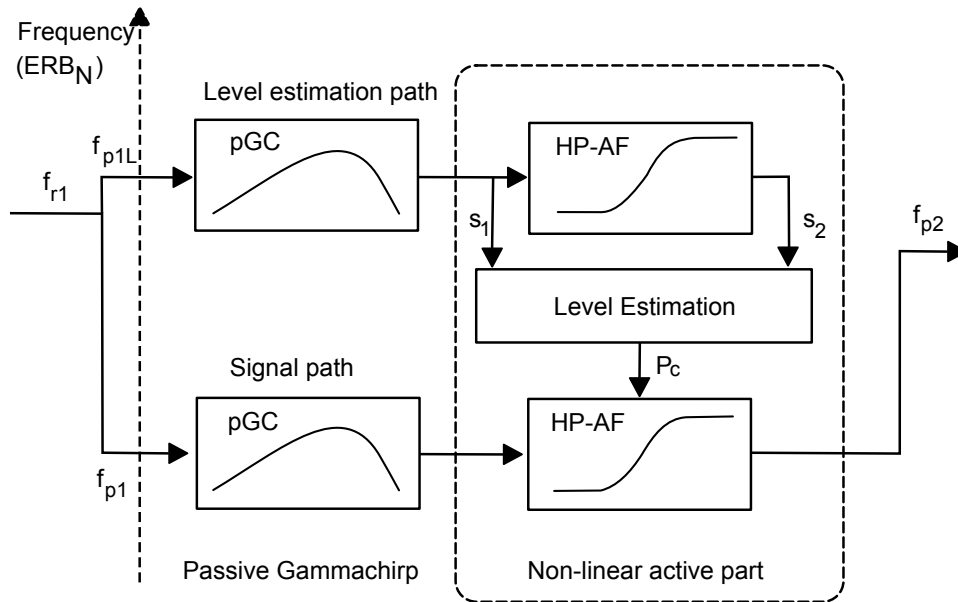 Frequency
(ERB_N)
Level estimation path
f_p1L
pGC
HP-AF
f_r1
s_1
s_2
f_p2
Level Estimation
Signal path
P_c
pGC
HP-AF
f_p1
Passive Gammachirp
Non-linear active part